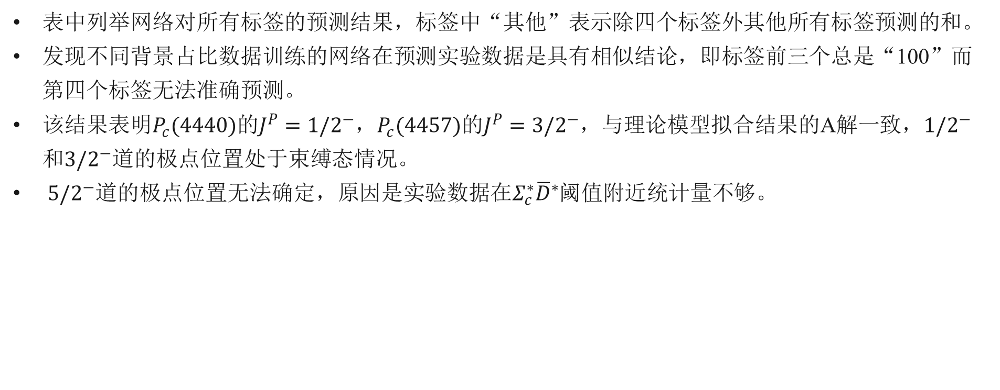 • 表中列举网络对所有标签的预测结果，标签中“其他”表示除四个标签外其他所有标签预测的和。
• 发现不同背景占比数据训练的网络在预测实验数据是具有相似结论，即标签前三个总是“100”而
第四个标签无法准确预测。
• 该结果表明$P_c(4440)$的$J^P = 1/2^-$，$P_c(4457)$的$J^P = 3/2^-$，与理论模型拟合结果的A解一致，$1/2^-$
和$3/2^-$道的极点位置处于束缚态情况。
• $5/2^-$道的极点位置无法确定，原因是实验数据在$\Sigma_c^*\bar{D}^*$阈值附近统计量不够。